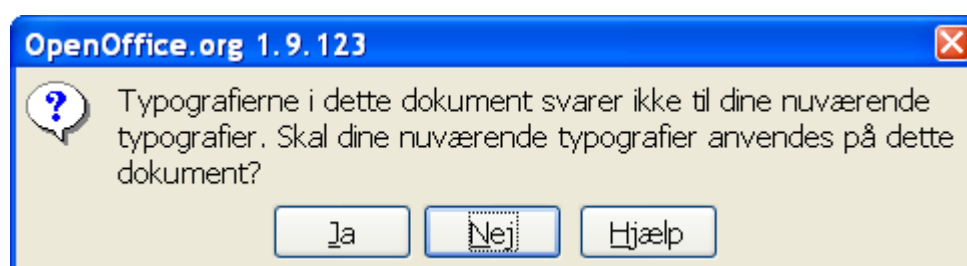 OpenOffice.org 1.9.123
Typografierne i dette dokument svarer ikke til dine nuværende
typografier. Skal dine nuværende typografier anvendes på dette
dokument?
Ja Nej Hjælp